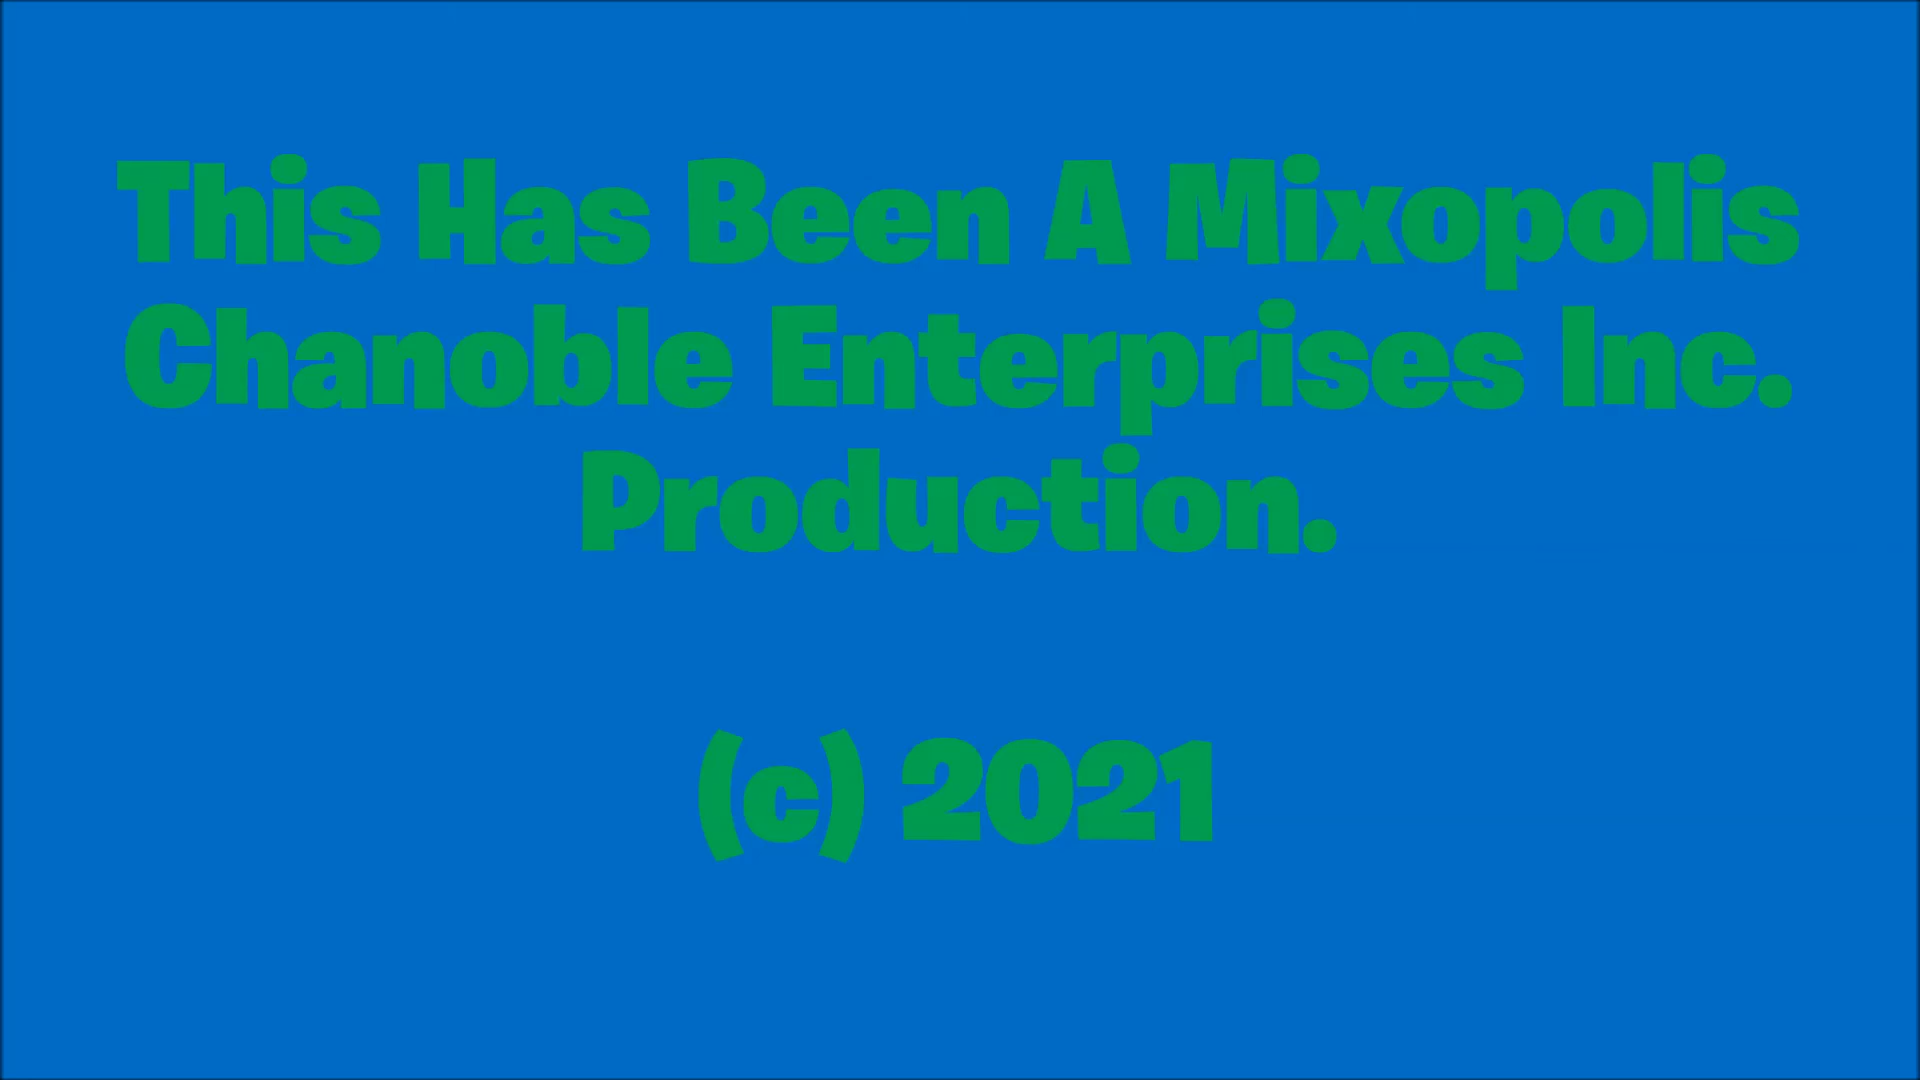 This Has Been A Mixopolis
Chanoble Enterprises Inc.
Production.
(c) 2021